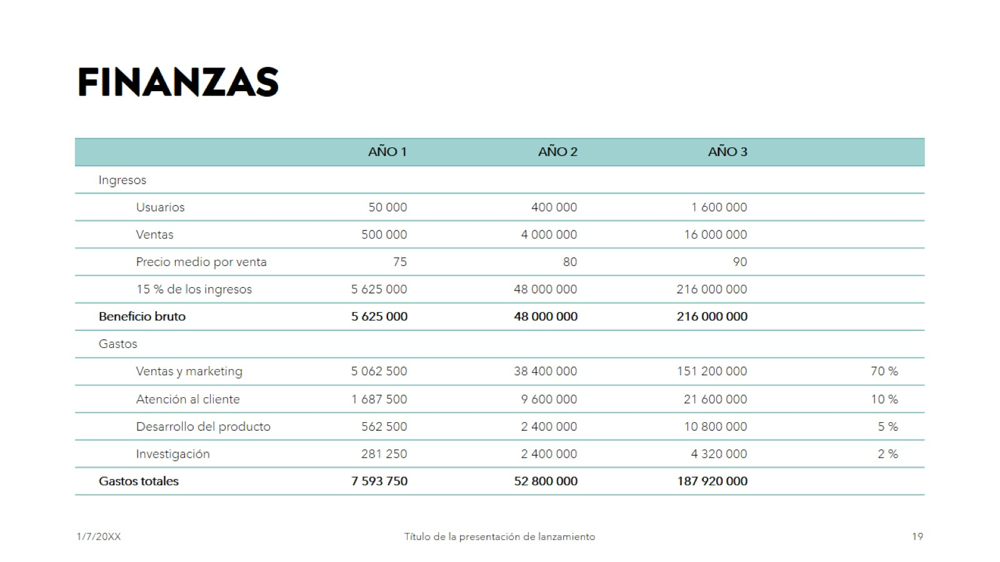 FINANZAS
AÑO 1 AÑO 2 AÑO 3
Ingresos
Usuarios 50 000 400 000 1 600 000
Ventas 500 000 4 000 000 16 000 000
Precio medio por venta 75 80 90
15 % de los ingresos 5 625 000 48 000 000 216 000 000
Beneficio bruto 5 625 000 48 000 000 216 000 000
Gastos
Ventas y marketing 5 062 500 38 400 000 151 200 000 70 %
Atención al cliente 1 687 500 9 600 000 21 600 000 10 %
Desarrollo del producto 562 500 2 400 000 10 800 000 5 %
Investigación 281 250 2 400 000 4 320 000 2 %
Gastos totales 7 593 750 52 800 000 187 920 000
1/7/20XX Título de la presentación de lanzamiento 19